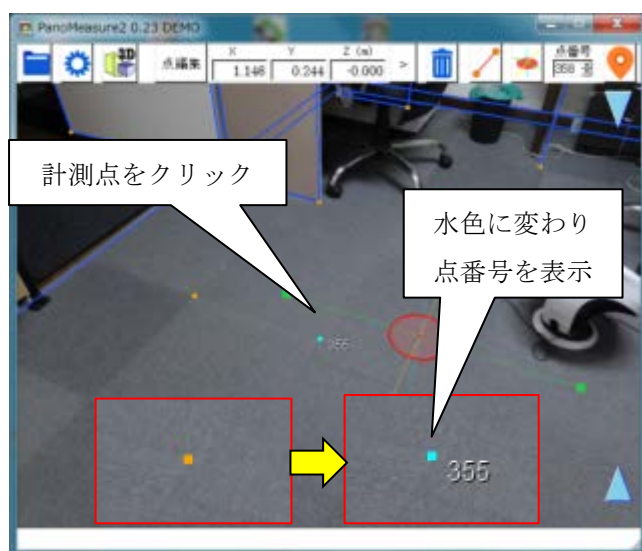 PanoMeasure2 0.23 DEMO
3D
点編集
X Y Z (m)
1.146 0.244 -0.000 >
点番号
358
計測点をクリック
水色に変わり
点番号を表示
355
355